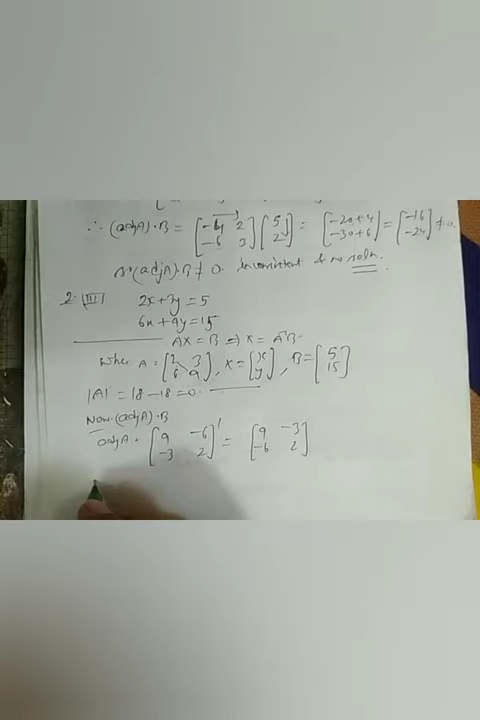 ∴ (adjA)·B = [-4 2; -6 3] [5; 2] = [-20+4; -30+6] = [-16; -24] ≠ 0.
(adjA)·B ≠ 0 inconsistent & no soln.
2. (III) 2x+3y = 5
6x+9y = 15
AX = B ⇒ X = A⁻¹B
Where A = [2 3; 6 9], X = [x; y], B = [5; 15]
|A| = 18 - 18 = 0.
Now (adjA)·B
adjA = [9 -6; -3 2]' = [9 -3; -6 2]